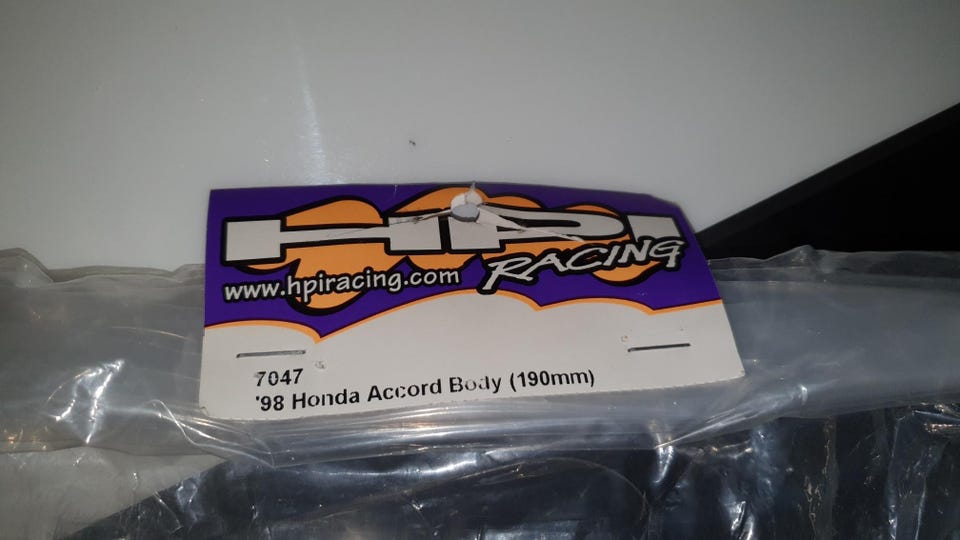 HPI
RACING
www.hpiracing.com
7047
'98 Honda Accord Body (190mm)